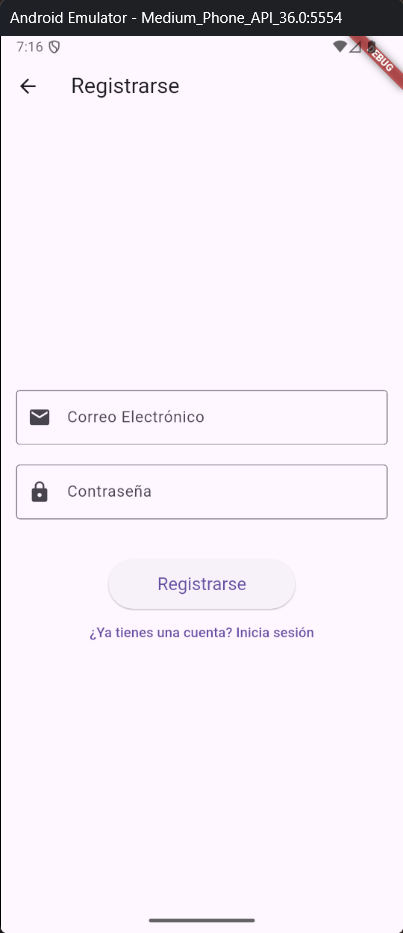 Android Emulator - Medium_Phone_API_36.0:5554
7:16
DEBUG
Registrarse
Correo Electrónico
Contraseña
Registrarse
¿Ya tienes una cuenta? Inicia sesión